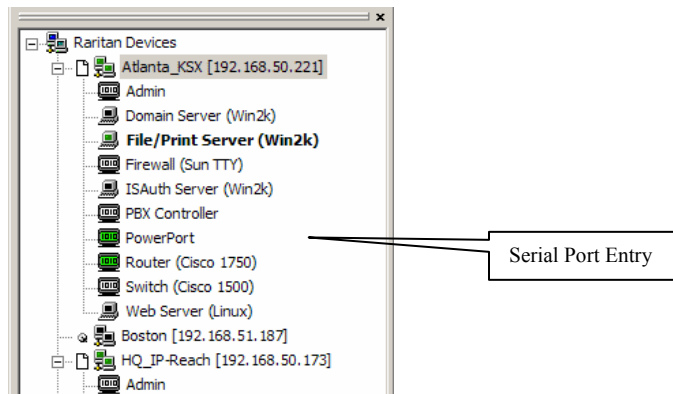 Raritan Devices
Atlanta_KSX [192.168.50.221]
Admin
Domain Server (Win2k)
File/Print Server (Win2k)
Firewall (Sun TTY)
ISAuth Server (Win2k)
PBX Controller
PowerPort
Router (Cisco 1750)
Switch (Cisco 1500)
Web Server (Linux)
Boston [192.168.51.187]
HQ_IP-Reach [192.168.50.173]
Admin
Serial Port Entry